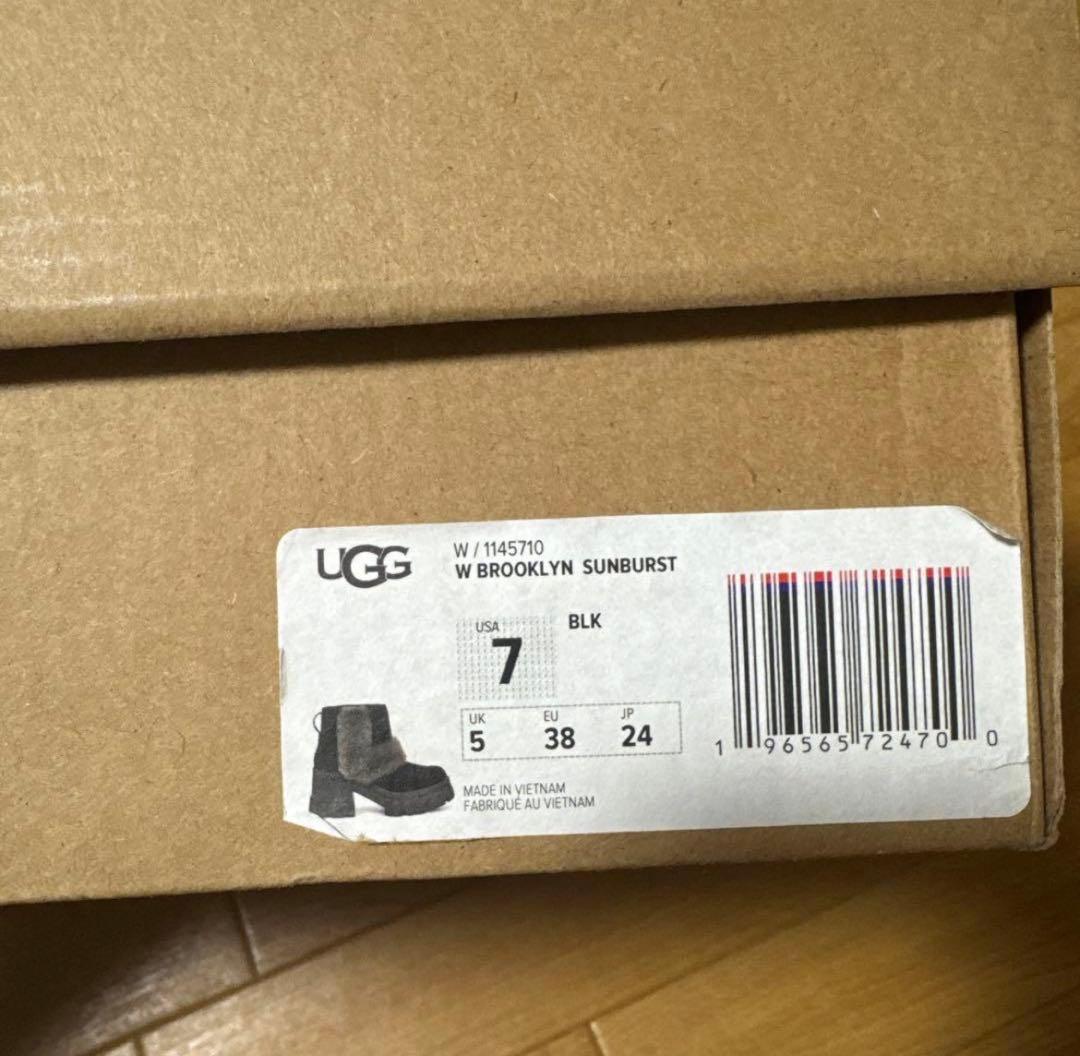 UGG
W / 1145710
W BROOKLYN SUNBURST
USA
7
BLK
UK
5
EU
38
JP
24
MADE IN VIETNAM
FABRIQUÉ AU VIETNAM
1 96565 72470 0